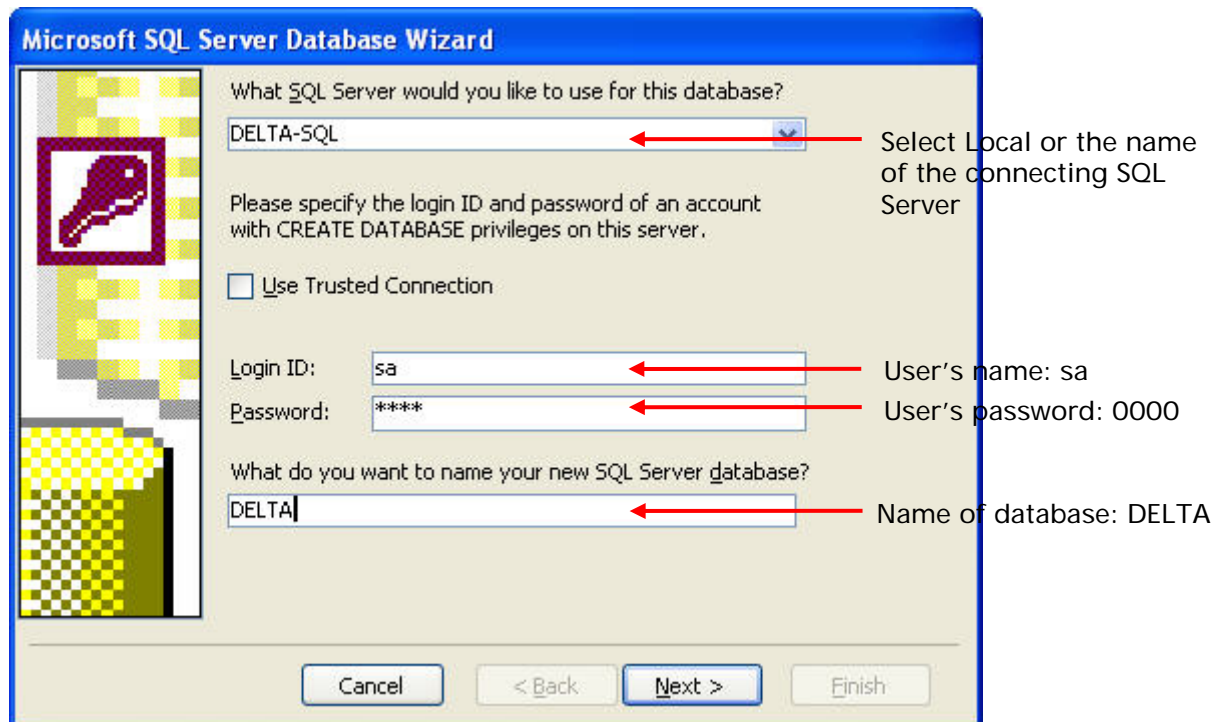 Microsoft SQL Server Database Wizard
What SQL Server would you like to use for this database?
DELTA-SQL
Select Local or the name
of the connecting SQL
Server
Please specify the login ID and password of an account
with CREATE DATABASE privileges on this server.
Use Trusted Connection
Login ID:
sa
User's name: sa
Password:
****
User's password: 0000
What do you want to name your new SQL Server database?
DELTA
Name of database: DELTA
Cancel
< Back
Next >
Finish